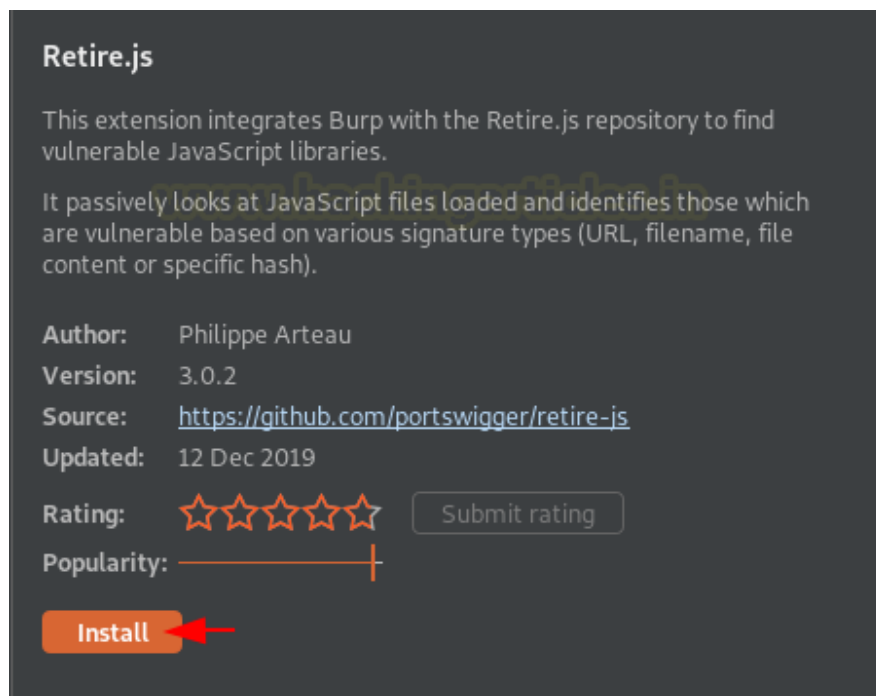 Retire.js
This extension integrates Burp with the Retire.js repository to find
vulnerable JavaScript libraries.
www.hackingarticles.in
It passively looks at JavaScript files loaded and identifies those which
are vulnerable based on various signature types (URL, filename, file
content or specific hash).
Author: Philippe Arteau
Version: 3.0.2
Source: https://github.com/portswigger/retire-js
Updated: 12 Dec 2019
Rating: Submit rating
Popularity:
Install